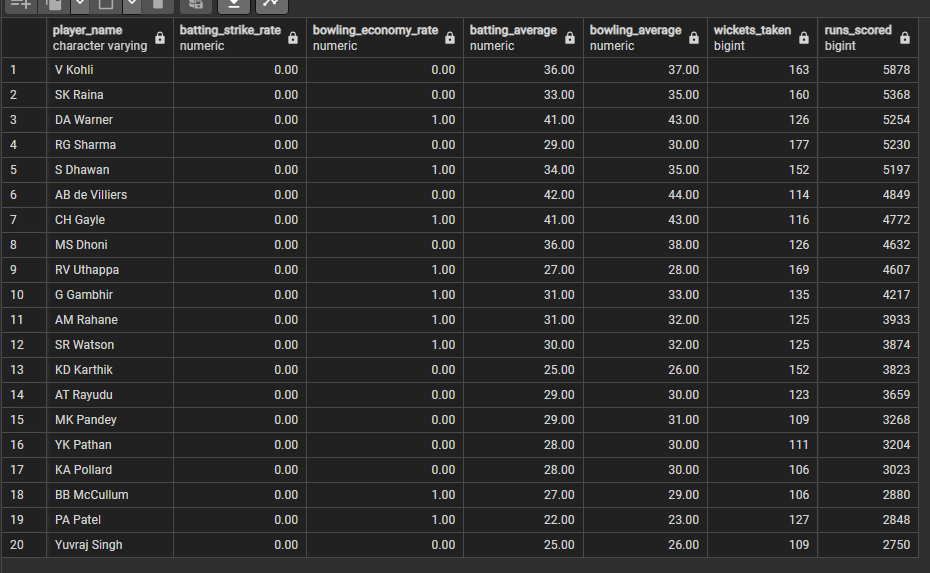 player_name batting_strike_rate bowling_economy_rate batting_average bowling_average wickets_taken runs_scored
character varying numeric numeric numeric numeric bigint bigint
1 V Kohli 0.00 0.00 36.00 37.00 163 5878
2 SK Raina 0.00 0.00 33.00 35.00 160 5368
3 DA Warner 0.00 1.00 41.00 43.00 126 5254
4 RG Sharma 0.00 0.00 29.00 30.00 177 5230
5 S Dhawan 0.00 1.00 34.00 35.00 152 5197
6 AB de Villiers 0.00 0.00 42.00 44.00 114 4849
7 CH Gayle 0.00 1.00 41.00 43.00 116 4772
8 MS Dhoni 0.00 0.00 36.00 38.00 126 4632
9 RV Uthappa 0.00 1.00 27.00 28.00 169 4607
10 G Gambhir 0.00 1.00 31.00 33.00 135 4217
11 AM Rahane 0.00 1.00 31.00 32.00 125 3933
12 SR Watson 0.00 1.00 30.00 32.00 125 3874
13 KD Karthik 0.00 0.00 25.00 26.00 152 3823
14 AT Rayudu 0.00 0.00 29.00 30.00 123 3659
15 MK Pandey 0.00 0.00 29.00 31.00 109 3268
16 YK Pathan 0.00 0.00 28.00 30.00 111 3204
17 KA Pollard 0.00 0.00 28.00 30.00 106 3023
18 BB McCullum 0.00 1.00 27.00 29.00 106 2880
19 PA Patel 0.00 1.00 22.00 23.00 127 2848
20 Yuvraj Singh 0.00 0.00 25.00 26.00 109 2750